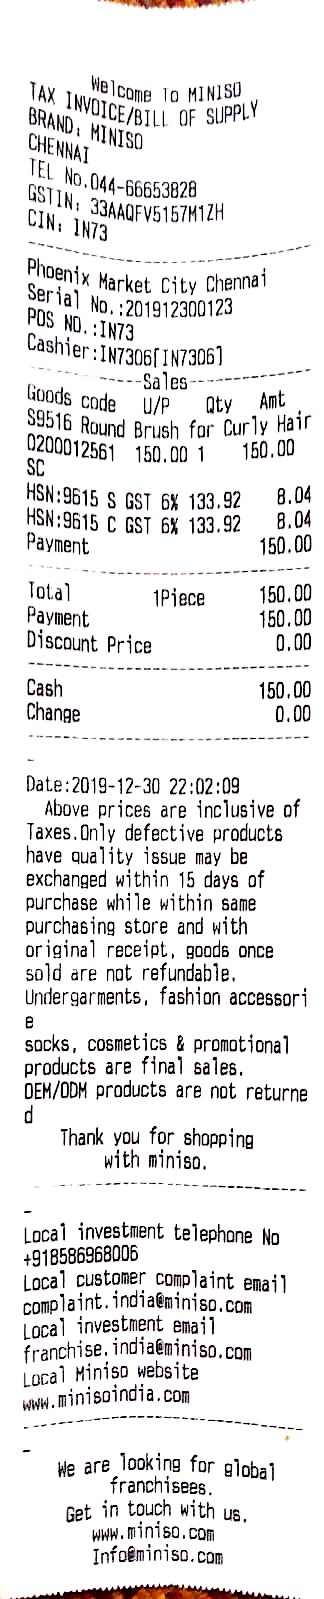 Welcome To MINISO
TAX INVOICE/BILL OF SUPPLY
BRAND: MINISO
CHENNAI
TEL No.044-66653828
GSTIN: 33AAQFV5157M1ZH
CIN: IN73
Phoenix Market City Chennai
Serial No.:201912300123
POS NO.:IN73
Cashier:IN7306[IN7306]
Sales
Goods code U/P Qty Amt
S9516 Round Brush for Curly Hair
0200012561 150.00 1 150.00
SC
HSN:9615 S GST 6% 133.92 8.04
HSN:9615 C GST 6% 133.92 8.04
Payment 150.00
Total 1Piece 150.00
Payment 150.00
Discount Price 0.00
Cash 150.00
Change 0.00
-
Date:2019-12-30 22:02:09
Above prices are inclusive of
Taxes.Only defective products
have quality issue may be
exchanged within 15 days of
purchase while within same
purchasing store and with
original receipt, goods once
sold are not refundable.
Undergarments, fashion accessori
e
socks, cosmetics & promotional
products are final sales.
OEM/ODM products are not returne
d
Thank you for shopping
with miniso.
-
Local investment telephone No
+918586968006
Local customer complaint email
complaint.india@miniso.com
Local investment email
franchise.india@miniso.com
Local Miniso website
www.minisoindia.com
-
We are looking for global
franchisees.
Get in touch with us.
www.miniso.com
Info@miniso.com